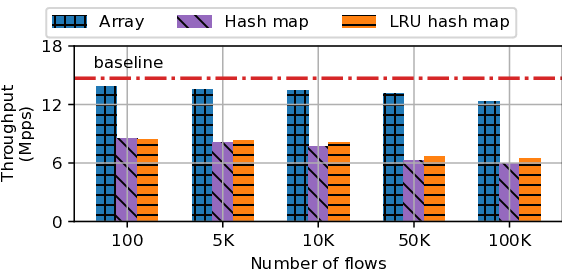 Array Hash map LRU hash map
18
baseline
12
6
0
Throughput
(Mpps)
100 5K 10K 50K 100K
Number of flows